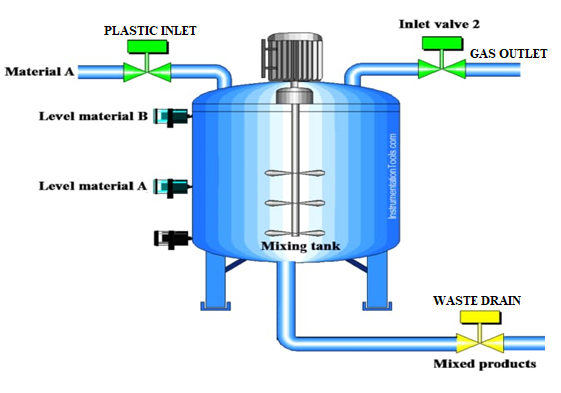 Inlet valve 2
PLASTIC INLET
GAS OUTLET
Material A
Level material B
InstrumentationTools.com
Level material A
Mixing tank
WASTE DRAIN
Mixed products